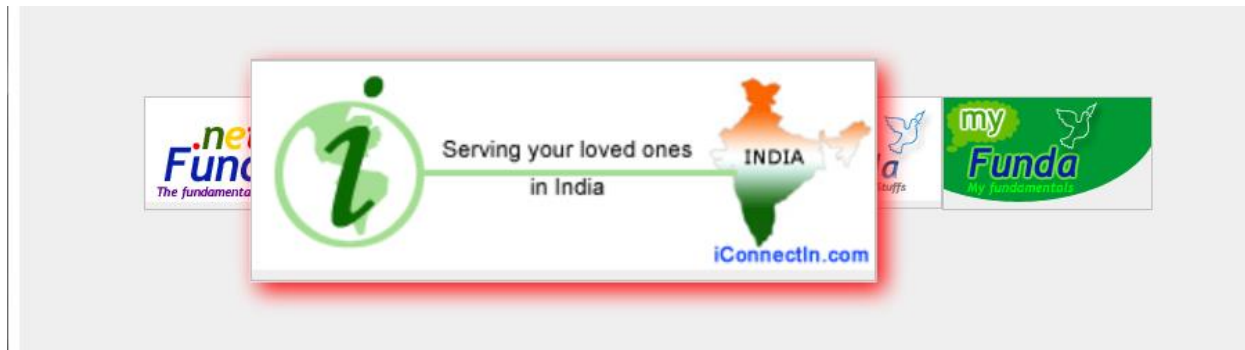 .ne
Fun
The fundamenta
i
Serving your loved ones
in India
INDIA
iConnectIn.com
a
Stuffs
my
Funda
My fundamentals